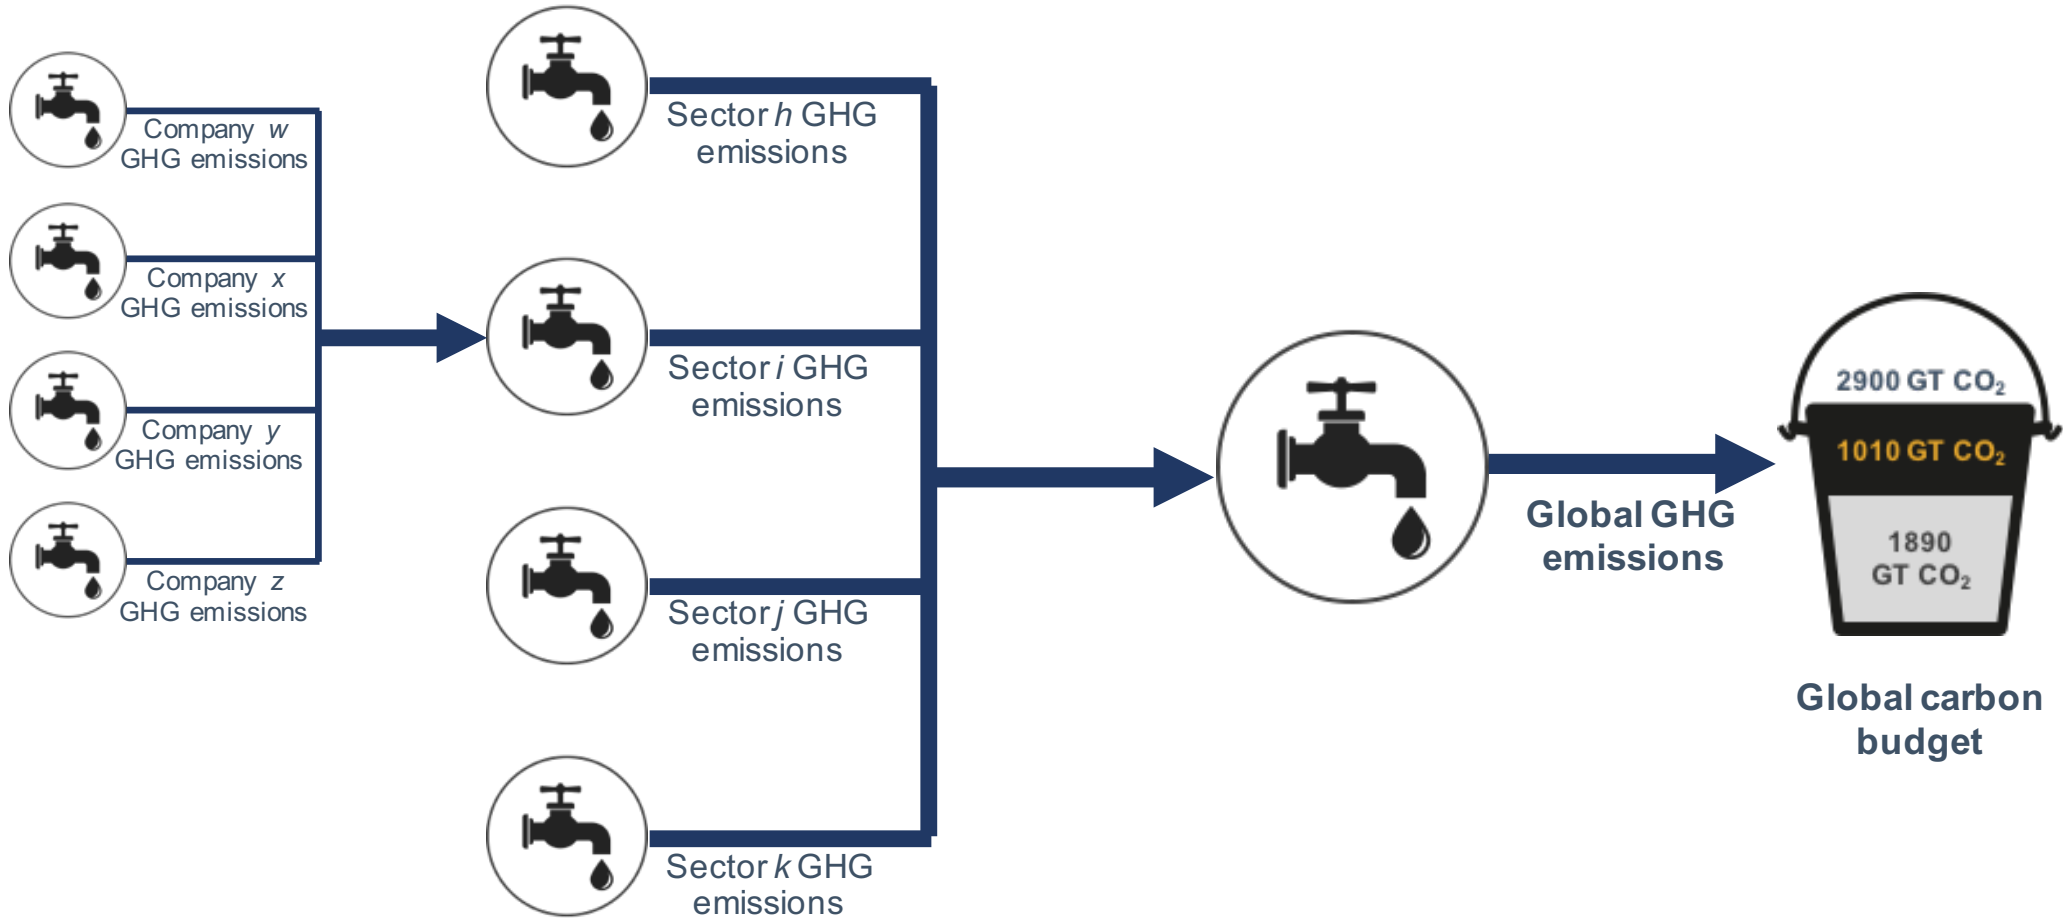 Company w
GHG emissions
Company x
GHG emissions
Company y
GHG emissions
Company z
GHG emissions
Sector h GHG
emissions
Sector i GHG
emissions
Sector j GHG
emissions
Sector k GHG
emissions
Global GHG
emissions
2900 GT CO₂
1010 GT CO₂
1890
GT CO₂
Global carbon
budget